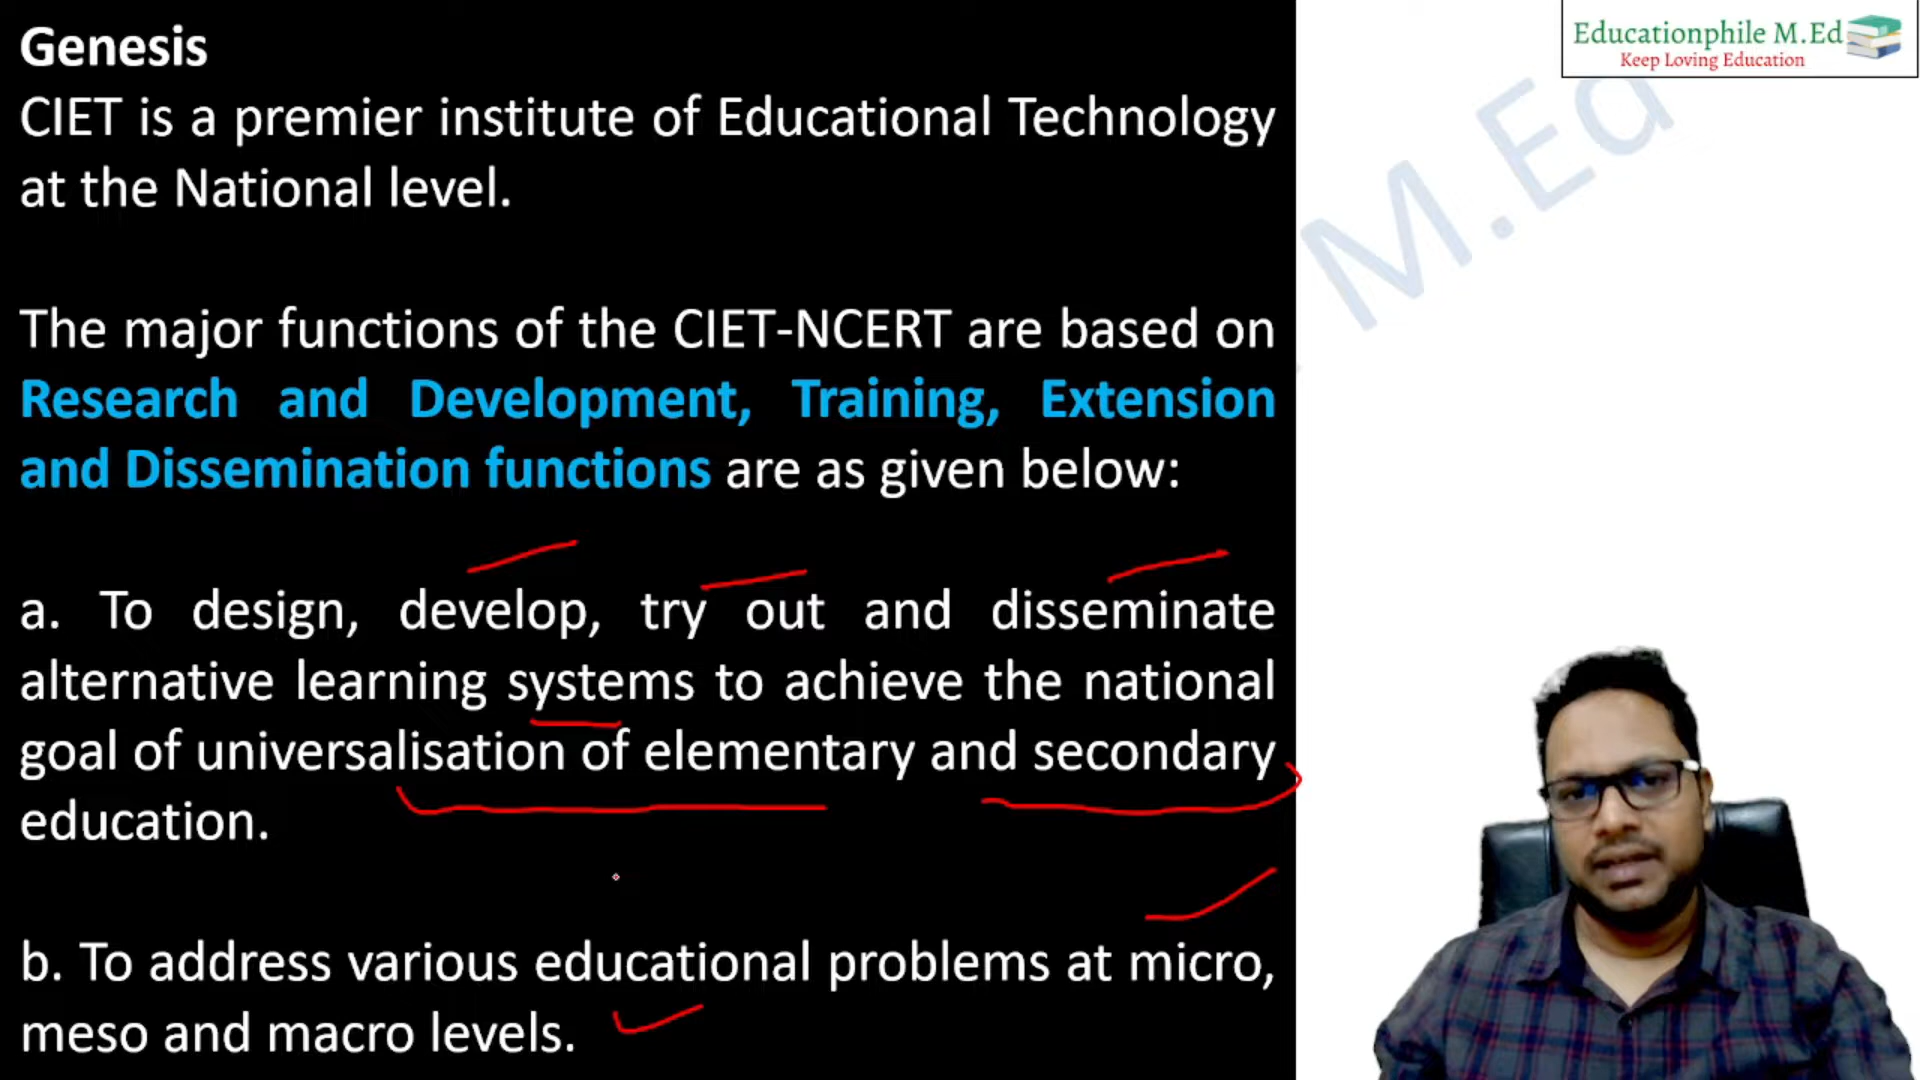 Genesis
CIET is a premier institute of Educational Technology
at the National level.
The major functions of the CIET-NCERT are based on
Research and Development, Training, Extension
and Dissemination functions are as given below:
a. To design, develop, try out and disseminate
alternative learning systems to achieve the national
goal of universalisation of elementary and secondary
education.
b. To address various educational problems at micro,
meso and macro levels.
Educationphile M.Ed
Keep Loving Education
M.Ed